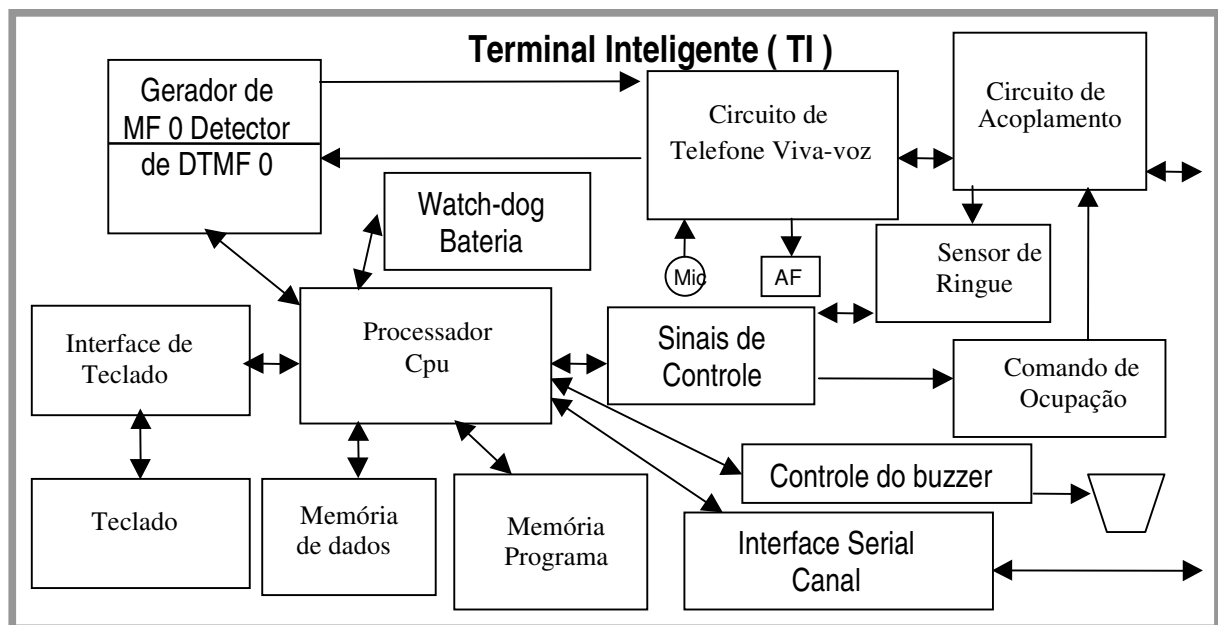 Terminal Inteligente ( TI )
Gerador de
MF 0 Detector
de DTMF 0
Circuito de
Telefone Viva-voz
Circuito de
Acoplamento
Watch-dog
Bateria
Mic
AF
Sensor de
Ringue
Interface de
Teclado
Processador
Cpu
Sinais de
Controle
Comando de
Ocupação
Teclado
Memória
de dados
Memória
Programa
Controle do buzzer
Interface Serial
Canal